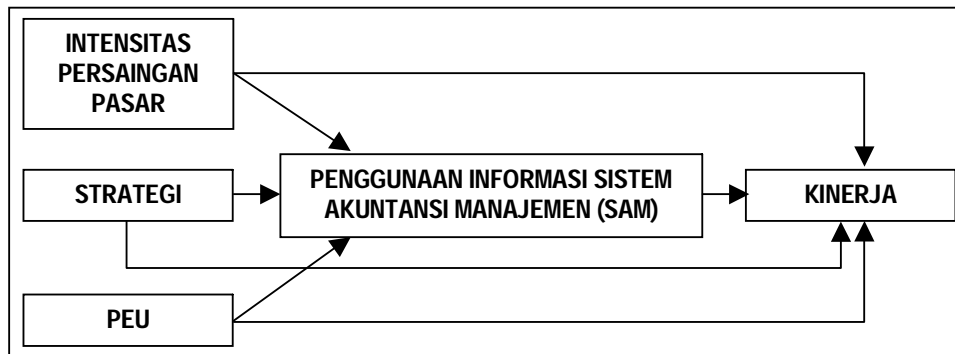 INTENSITAS
PERSAINGAN
PASAR
STRATEGI
PENGGUNAAN INFORMASI SISTEM
AKUNTANSI MANAJEMEN (SAM)
KINERJA
PEU